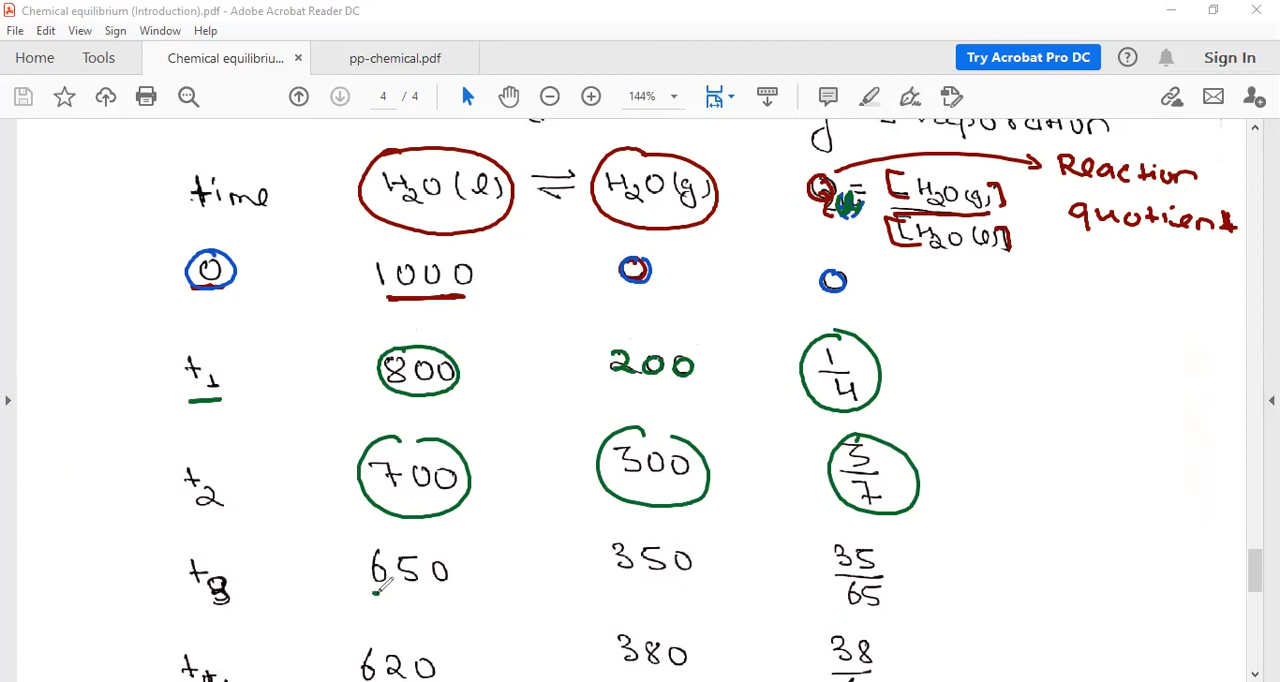 Chemical equilibrium (Introduction).pdf - Adobe Acrobat Reader DC
File Edit View Sign Window Help
Home Tools Chemical equilibriu... × pp-chemical.pdf Try Acrobat Pro DC Sign In
4 / 4 144%
time H2O(l) ⇌ H2O(g) Q = [H2O(g)] / [H2O(l)] Reaction
quotient
0 1000 0 0
t1 800 200 1/4
t2 700 300 3/7
t3 650 350 35/65
620 380 38